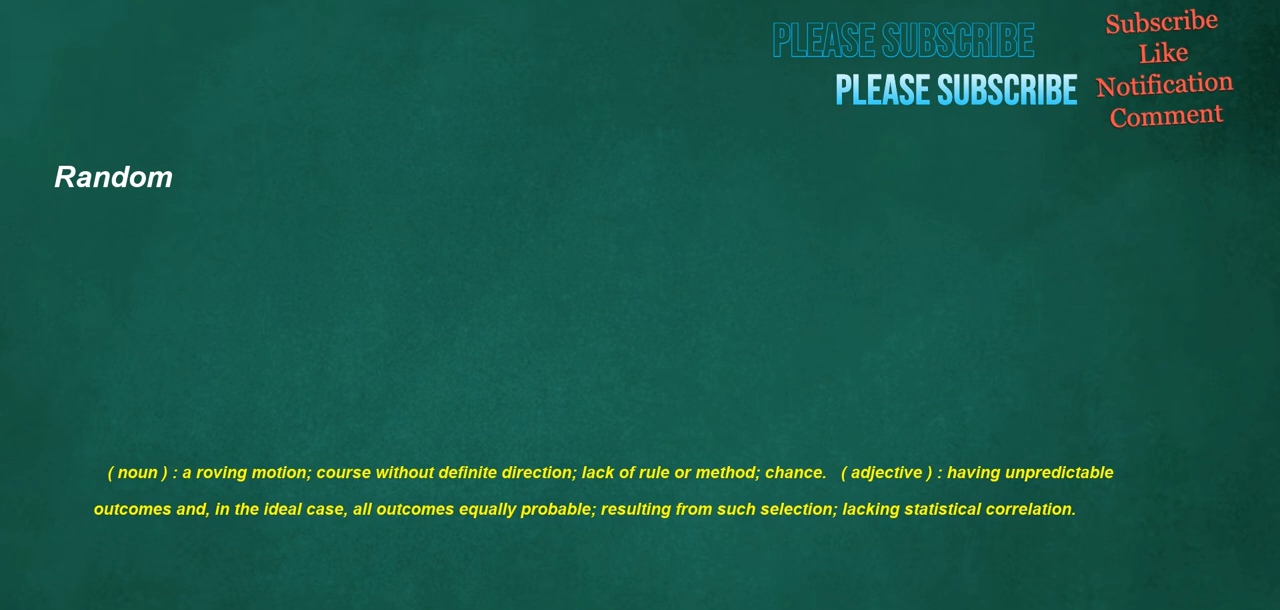 PLEASE SUBSCRIBE
PLEASE SUBSCRIBE
Subscribe
Like
Notification
Comment
Random
( noun ) : a roving motion; course without definite direction; lack of rule or method; chance. ( adjective ) : having unpredictable
outcomes and, in the ideal case, all outcomes equally probable; resulting from such selection; lacking statistical correlation.